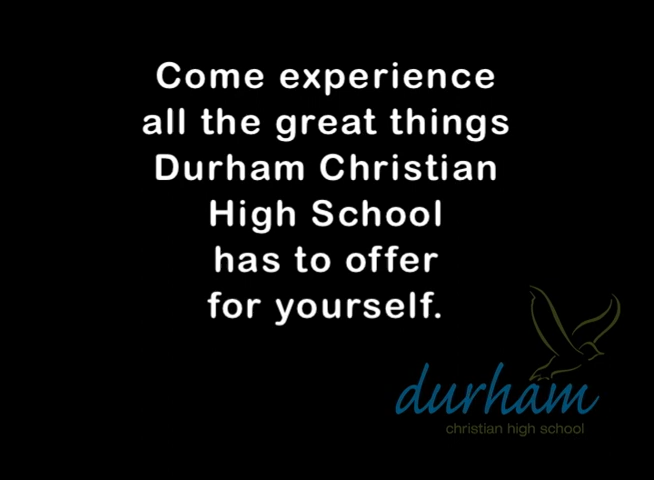 Come experience
all the great things
Durham Christian
High School
has to offer
for yourself.
durham
christian high school